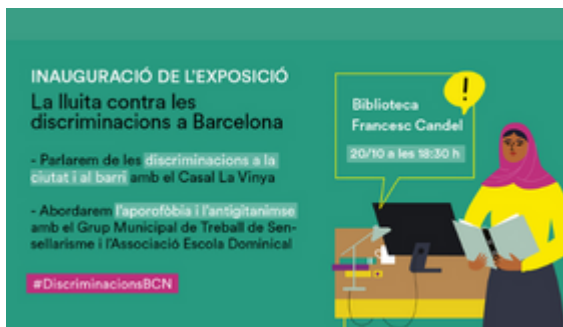 INAUGURACIÓ DE L'EXPOSICIÓ
La lluita contra les
discriminacions a Barcelona
- Parlarem de les discriminacions a la
ciutat i al barri amb el Casal La Vinya
- Abordarem l'aporofòbia i l'antigitanimse
amb el Grup Municipal de Treball de Sen-
sellarisme i l'Associació Escola Dominical
#DiscriminacionsBCN
!
Biblioteca
Francesc Candel
20/10 a les 18:30 h